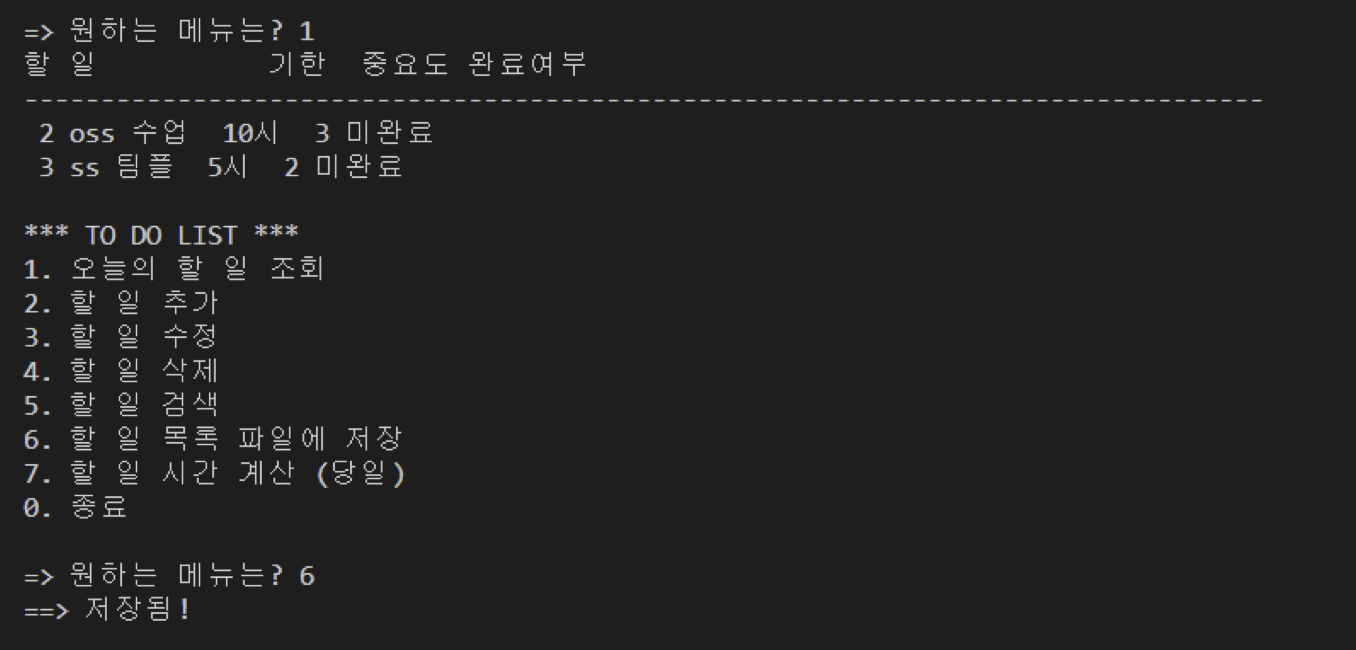 => 원하는 메뉴는? 1
할 일 기한 중요도 완료여부
--------------------------------------------------------------------------------
2 oss 수업 10시 3 미완료
3 ss 팀플 5시 2 미완료
*** TO DO LIST ***
1. 오늘의 할 일 조회
2. 할 일 추가
3. 할 일 수정
4. 할 일 삭제
5. 할 일 검색
6. 할 일 목록 파일에 저장
7. 할 일 시간 계산 (당일)
0. 종료
=> 원하는 메뉴는? 6
==> 저장됨!